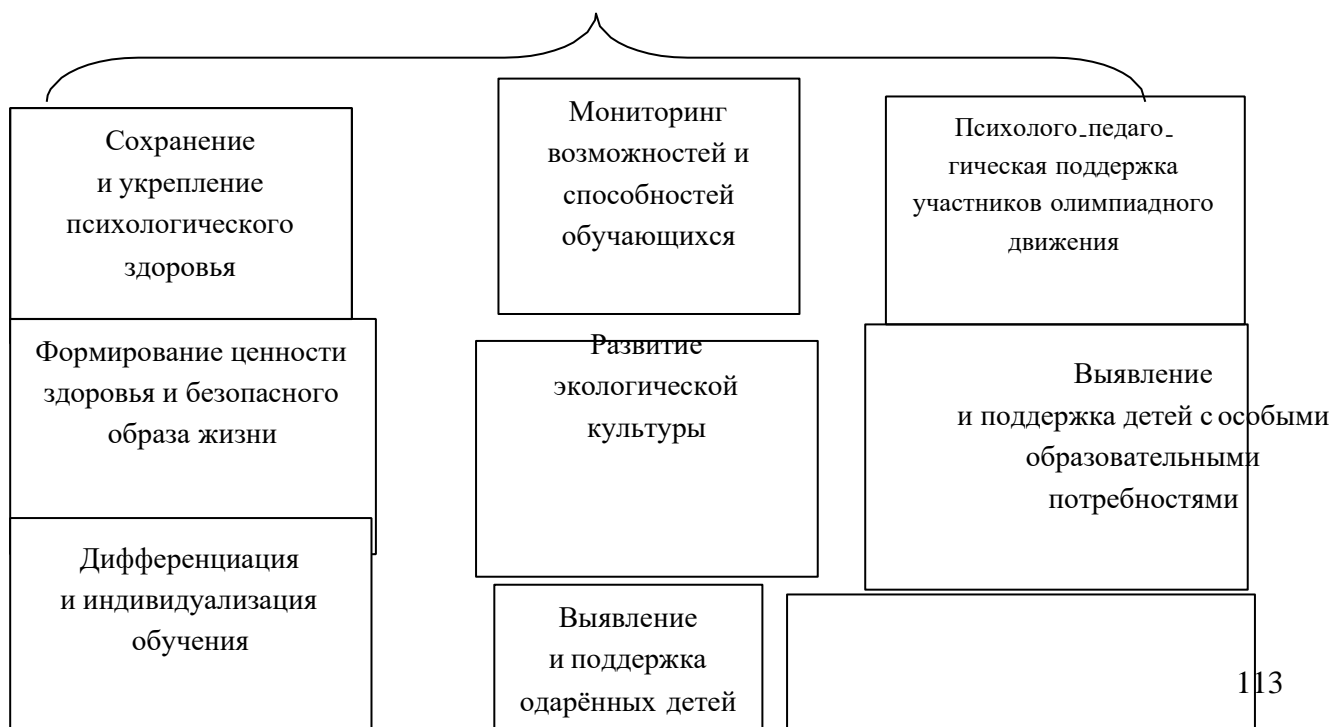 Сохранение
и укрепление
психологического
здоровья
Мониторинг
возможностей и
способностей
обучающихся
Психолого-педаго-
гическая поддержка
участников олимпиадного
движения
Формирование ценности
здоровья и безопасного
образа жизни
Развитие
экологической
культуры
Выявление
и поддержка детей с особыми
образовательными
потребностями
Дифференциация
и индивидуализация
обучения
Выявление
и поддержка
одарённых детей
113